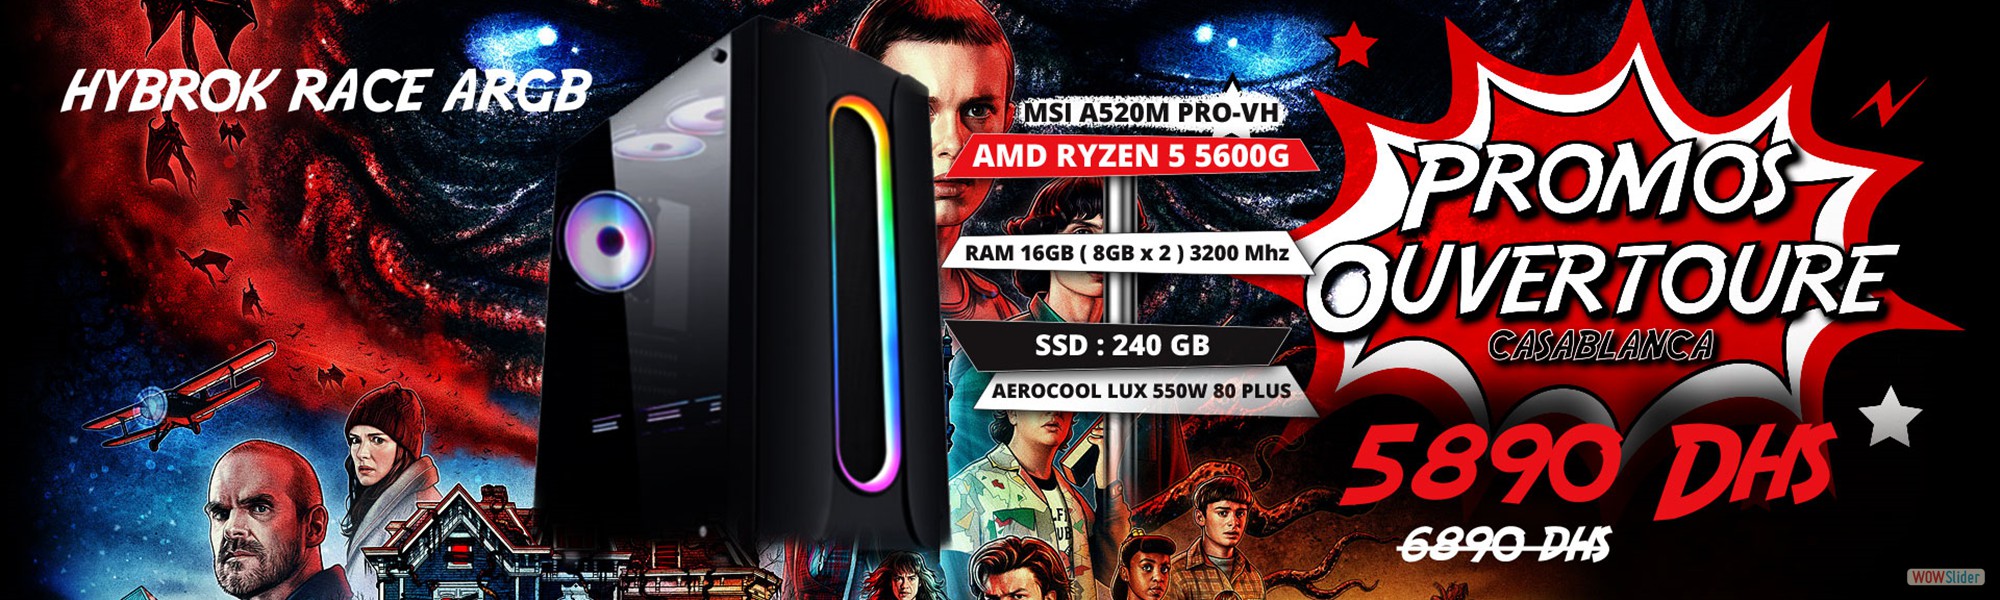 HYBROK RACE ARGB
MSI A520M PRO-VH
AMD RYZEN 5 5600G
RAM 16GB ( 8GB x 2 ) 3200 Mhz
SSD : 240 GB
AEROCOOL LUX 550W 80 PLUS
PROMOS
OUVERTOURE
CASABLANCA
5890 DHS
6890 DHS
WOWSlider